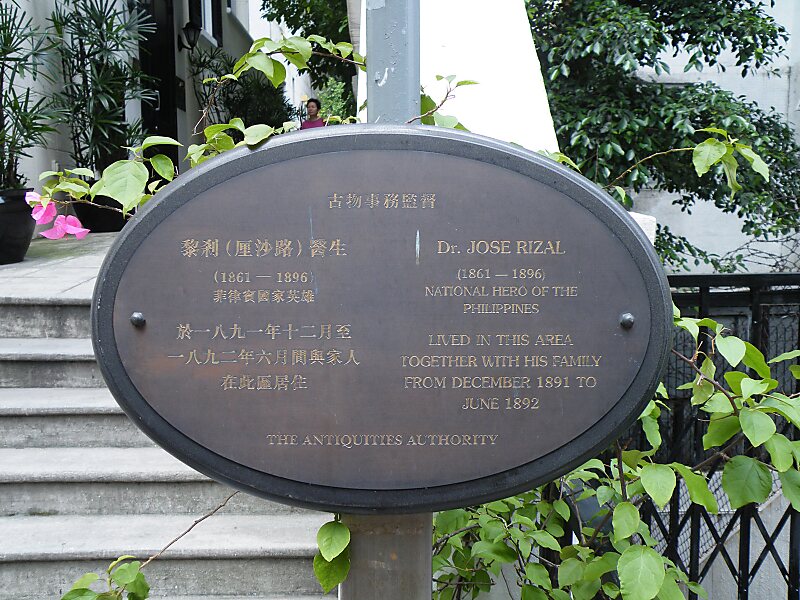 古物事務監督
黎刹（厘沙路）醫生
(1861 — 1896)
菲律賓國家英雄
於一八九一年十二月至
一八九二年六月間與家人
在此區居住
Dr. JOSE RIZAL
(1861 — 1896)
NATIONAL HERO OF THE
PHILIPPINES
LIVED IN THIS AREA
TOGETHER WITH HIS FAMILY
FROM DECEMBER 1891 TO
JUNE 1892
THE ANTIQUITIES AUTHORITY